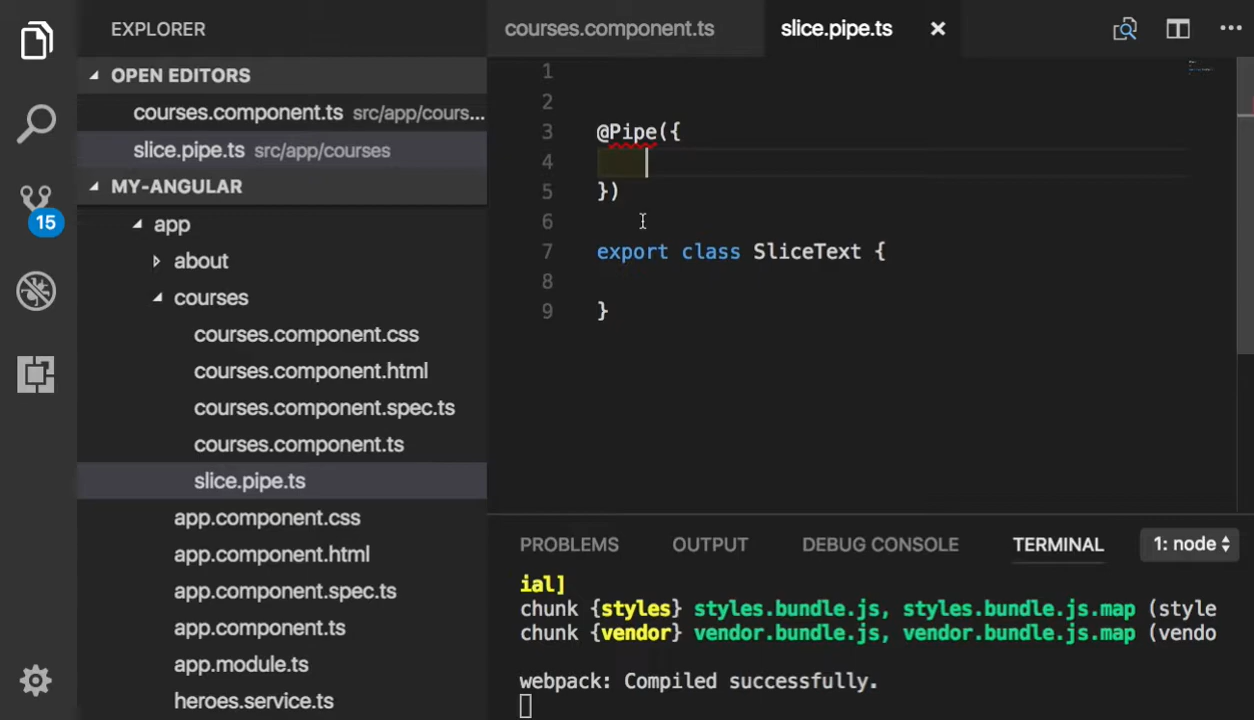 EXPLORER
OPEN EDITORS
courses.component.ts src/app/cours...
slice.pipe.ts src/app/courses
MY-ANGULAR
15
app
about
courses
courses.component.css
courses.component.html
courses.component.spec.ts
courses.component.ts
slice.pipe.ts
app.component.css
app.component.html
app.component.spec.ts
app.component.ts
app.module.ts
heroes.service.ts
courses.component.ts slice.pipe.ts
1
2
3 @Pipe({
4
5 })
6
7 export class SliceText {
8
9 }
PROBLEMS OUTPUT DEBUG CONSOLE TERMINAL 1: node
ial]
chunk {styles} styles.bundle.js, styles.bundle.js.map (style
chunk {vendor} vendor.bundle.js, vendor.bundle.js.map (vendo
webpack: Compiled successfully.